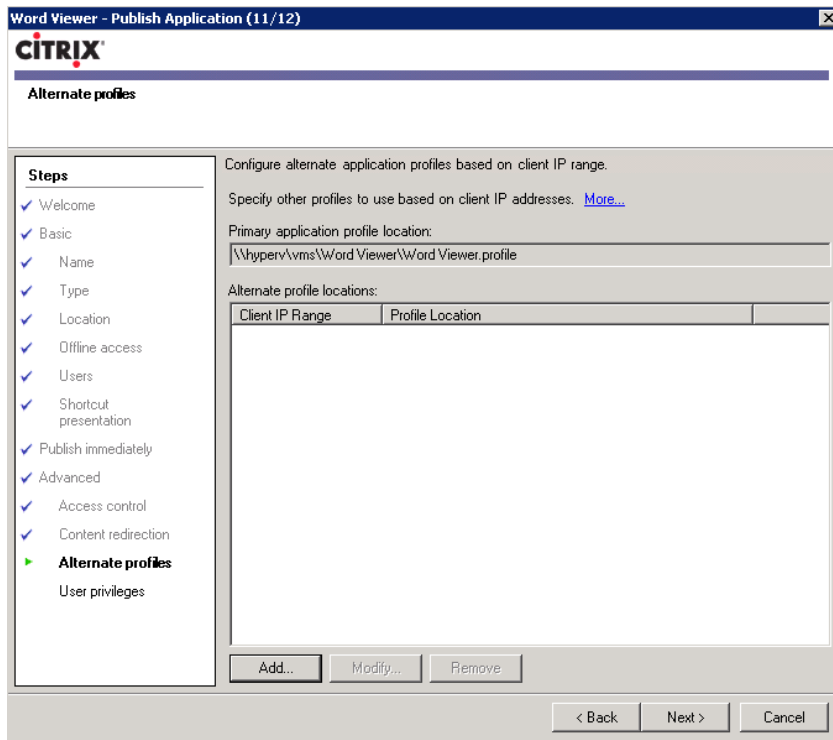 Word Viewer - Publish Application (11/12)
CITRIX
Alternate profiles
Steps
Welcome
Basic
Name
Type
Location
Offline access
Users
Shortcut
presentation
Publish immediately
Advanced
Access control
Content redirection
Alternate profiles
User privileges
Configure alternate application profiles based on client IP range.
Specify other profiles to use based on client IP addresses. More...
Primary application profile location:
\\hyperv\vms\Word Viewer\Word Viewer.profile
Alternate profile locations:
Client IP Range Profile Location
Add... Modify... Remove
< Back Next > Cancel